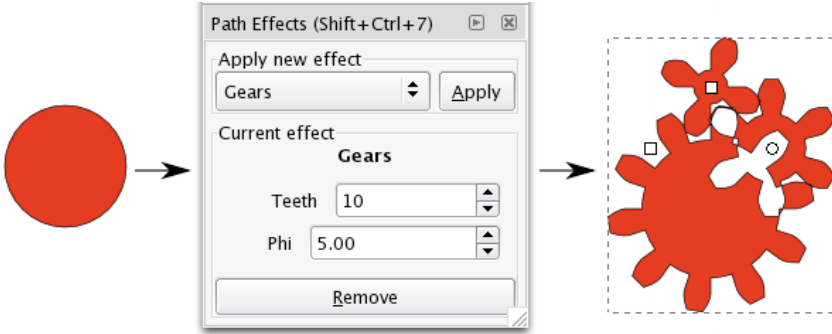 Path Effects (Shift+Ctrl+7)
Apply new effect
Gears Apply
Current effect
Gears
Teeth 10
Phi 5.00
Remove